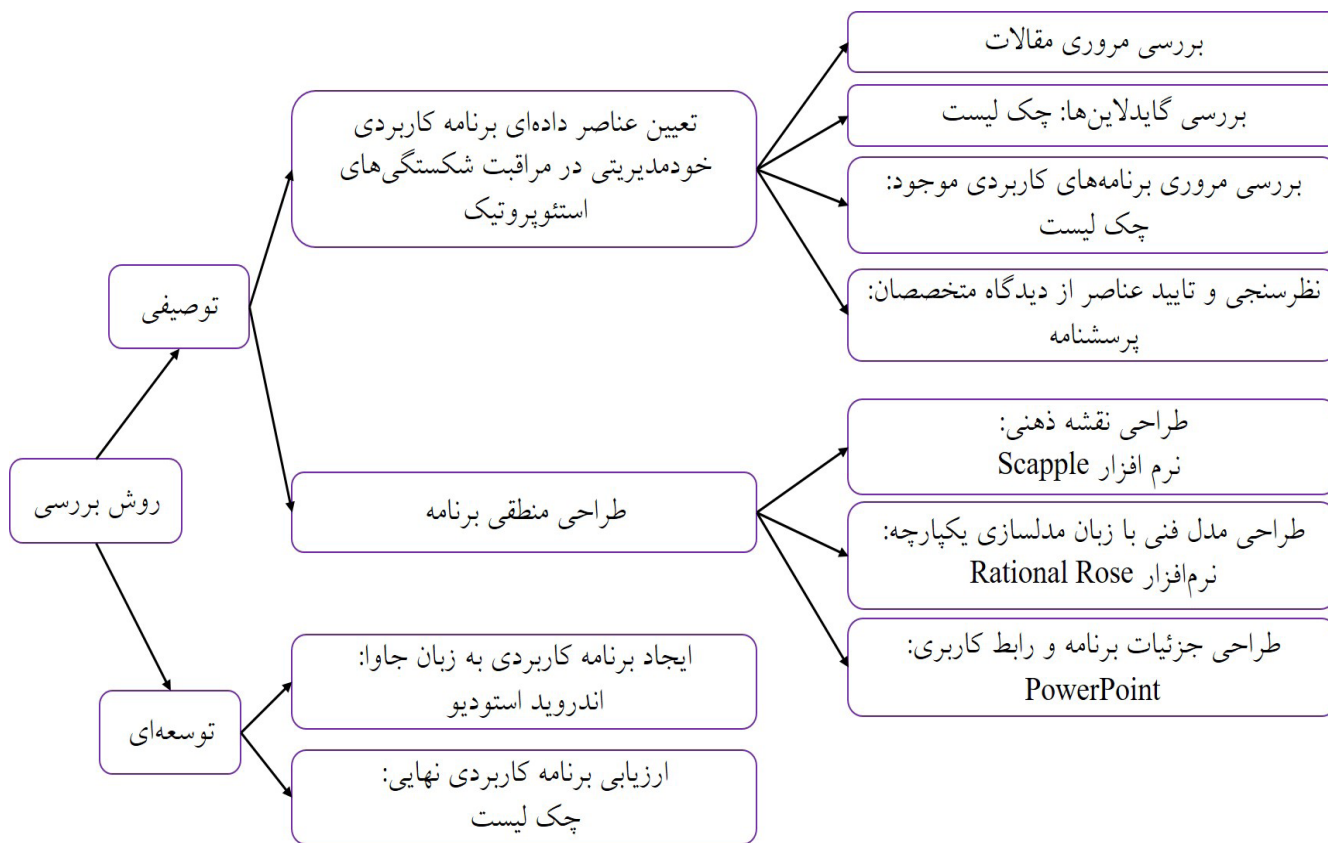 روش بررسی
توصیفی
تعیین عناصر داده‌ای برنامه کاربردی
خودمدیریتی در مراقبت شکستگی‌های
استئوپروتیک
بررسی مروری مقالات
بررسی گایدلاین‌ها: چک لیست
بررسی مروری برنامه‌های کاربردی موجود:
چک لیست
نظرسنجی و تایید عناصر از دیدگاه متخصصان:
پرسشنامه
طراحی منطقی برنامه
طراحی نقشه ذهنی:
نرم افزار Scapple
طراحی مدل فنی با زبان مدلسازی یکپارچه:
نرم‌افزار Rational Rose
طراحی جزئیات برنامه و رابط کاربری:
PowerPoint
توسعه‌ای
ایجاد برنامه کاربردی به زبان جاوا:
اندروید استودیو
ارزیابی برنامه کاربردی نهایی:
چک لیست